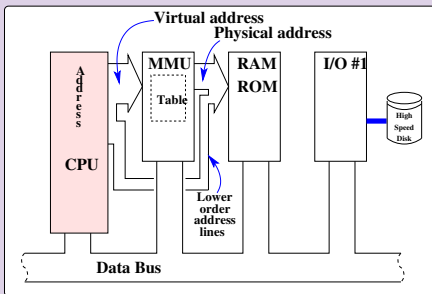 Virtual address
Physical address
Address
CPU
MMU
Table
RAM
ROM
I/O #1
High
Speed
Disk
Lower
order
address
lines
Data Bus